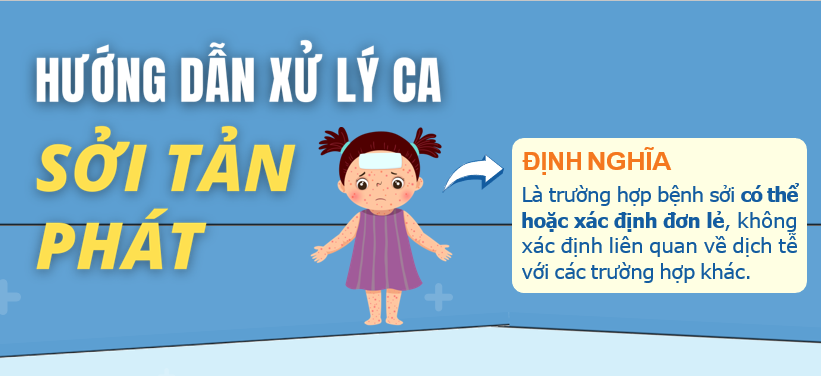 HƯỚNG DẪN XỬ LÝ CA
SỞI TẢN
PHÁT
ĐỊNH NGHĨA
Là trường hợp bệnh sởi có thể
hoặc xác định đơn lẻ, không
xác định liên quan về dịch tễ
với các trường hợp khác.